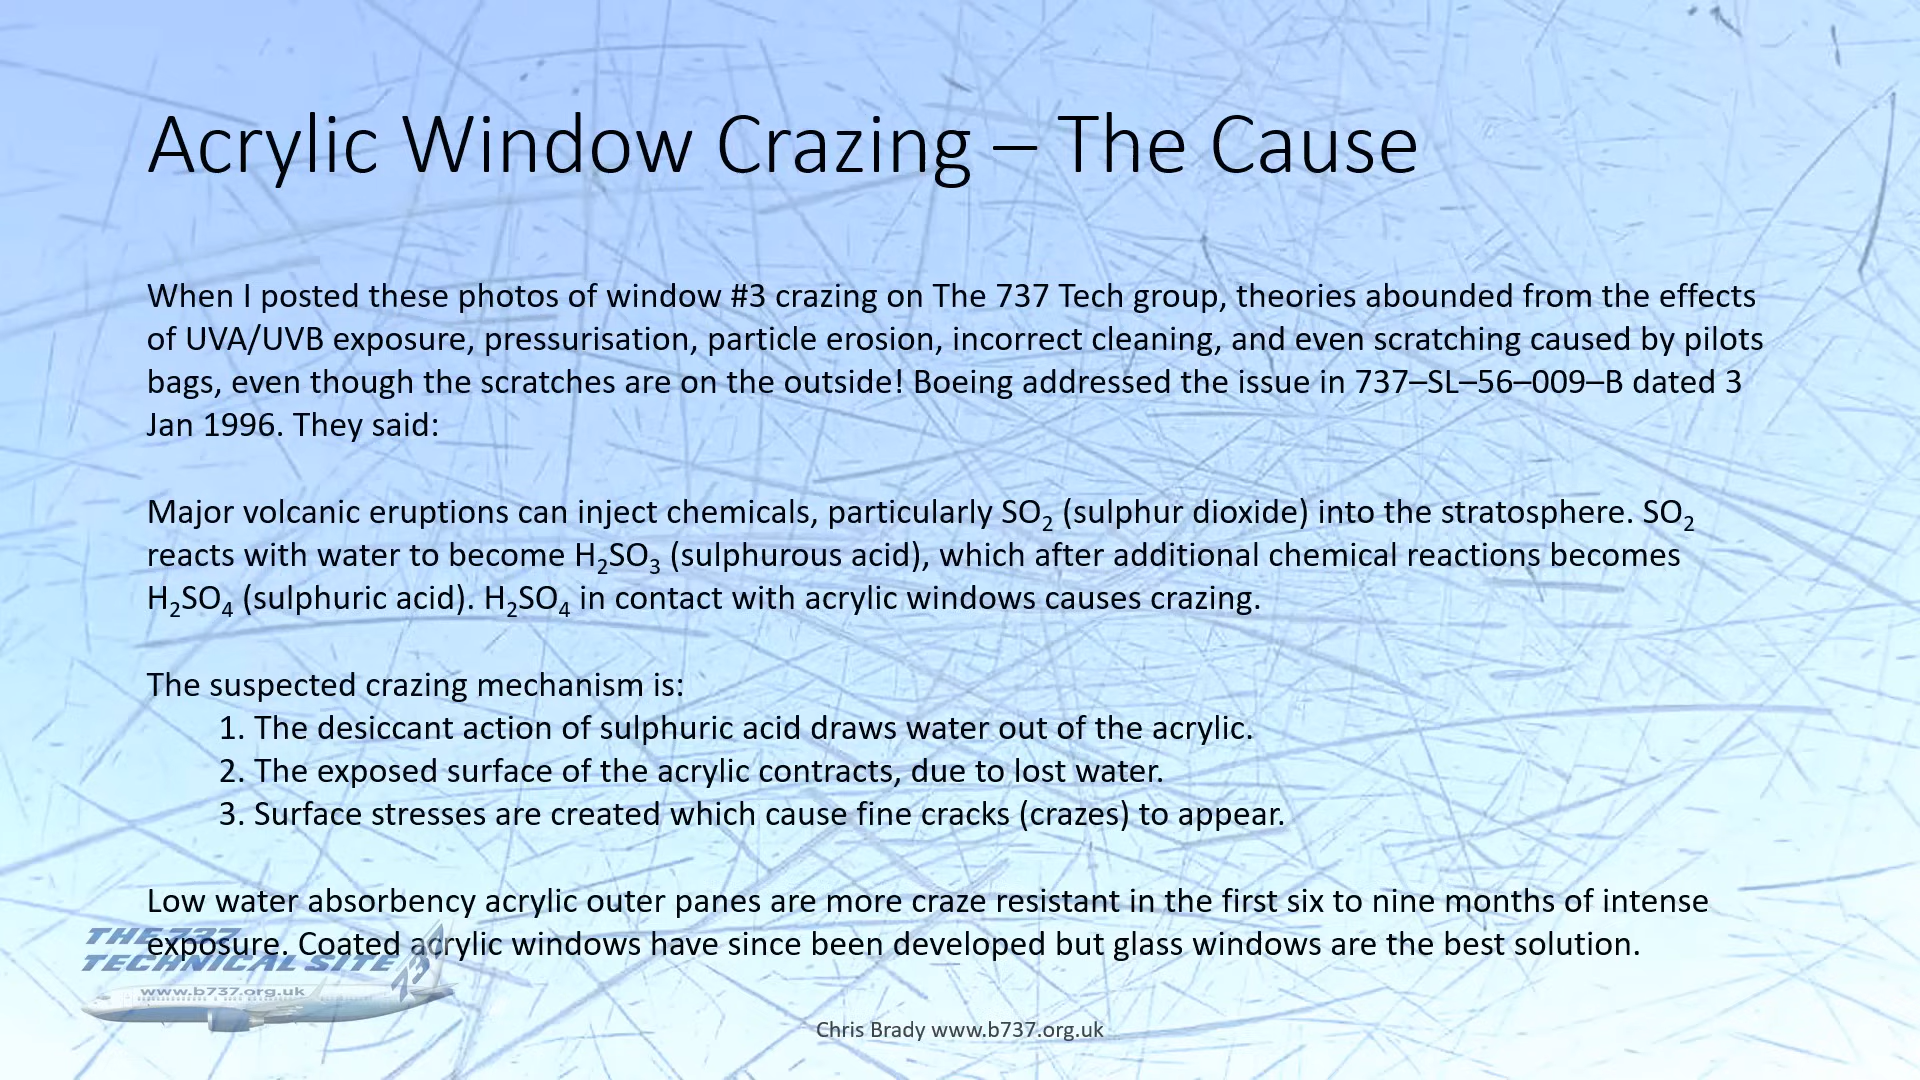 Acrylic Window Crazing – The Cause
When I posted these photos of window #3 crazing on The 737 Tech group, theories abounded from the effects
of UVA/UVB exposure, pressurisation, particle erosion, incorrect cleaning, and even scratching caused by pilots
bags, even though the scratches are on the outside! Boeing addressed the issue in 737–SL–56–009–B dated 3
Jan 1996. They said:
Major volcanic eruptions can inject chemicals, particularly SO₂ (sulphur dioxide) into the stratosphere. SO₂
reacts with water to become H₂SO₃ (sulphurous acid), which after additional chemical reactions becomes
H₂SO₄ (sulphuric acid). H₂SO₄ in contact with acrylic windows causes crazing.
The suspected crazing mechanism is:
1. The desiccant action of sulphuric acid draws water out of the acrylic.
2. The exposed surface of the acrylic contracts, due to lost water.
3. Surface stresses are created which cause fine cracks (crazes) to appear.
Low water absorbency acrylic outer panes are more craze resistant in the first six to nine months of intense
exposure. Coated acrylic windows have since been developed but glass windows are the best solution.
THE 737
TECHNICAL SITE
www.b737.org.uk
Chris Brady www.b737.org.uk